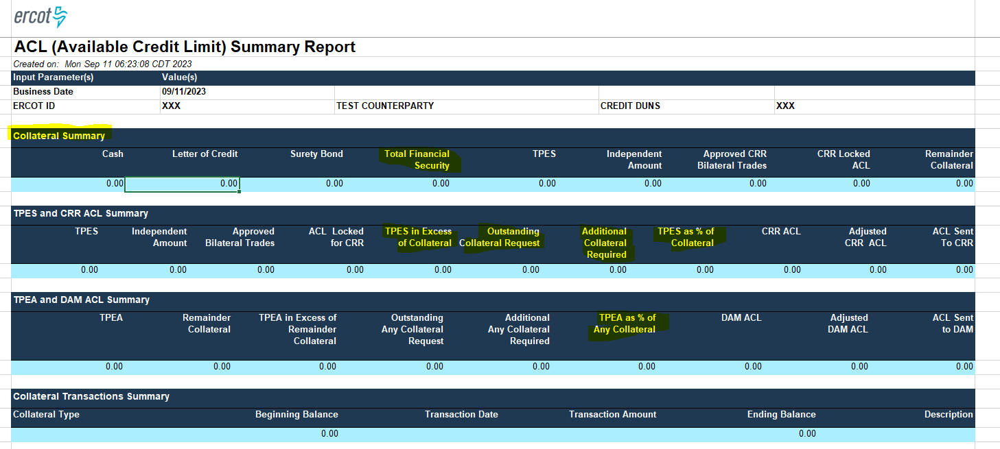 ercot
ACL (Available Credit Limit) Summary Report
Created on: Mon Sep 11 06:23:08 CDT 2023
Input Parameter(s) Value(s)
Business Date 09/11/2023
ERCOT ID XXX TEST COUNTERPARTY CREDIT DUNS XXX
Collateral Summary
Cash Letter of Credit Surety Bond Total Financial TPES Independent Approved CRR CRR Locked Remainder
Security Amount Bilateral Trades ACL Collateral
0.00 0.00 0.00 0.00 0.00 0.00 0.00 0.00 0.00
TPES and CRR ACL Summary
TPES Independent Approved ACL Locked TPES in Excess Outstanding Additional TPES as % of CRR ACL Adjusted ACL Sent
Amount Bilateral Trades for CRR of Collateral Collateral Request Collateral Collateral CRR ACL To CRR
Required
0.00 0.00 0.00 0.00 0.00 0.00 0.00 0.00 0.00 0.00 0.00
TPEA and DAM ACL Summary
TPEA Remainder TPEA in Excess of Outstanding Additional TPEA as % of DAM ACL Adjusted ACL Sent
Collateral Remainder Any Collateral Any Collateral Any Collateral DAM ACL to DAM
Collateral Request Required
0.00 0.00 0.00 0.00 0.00 0.00 0.00 0.00 0.00
Collateral Transactions Summary
Collateral Type Beginning Balance Transaction Date Transaction Amount Ending Balance Description
0.00 0.00